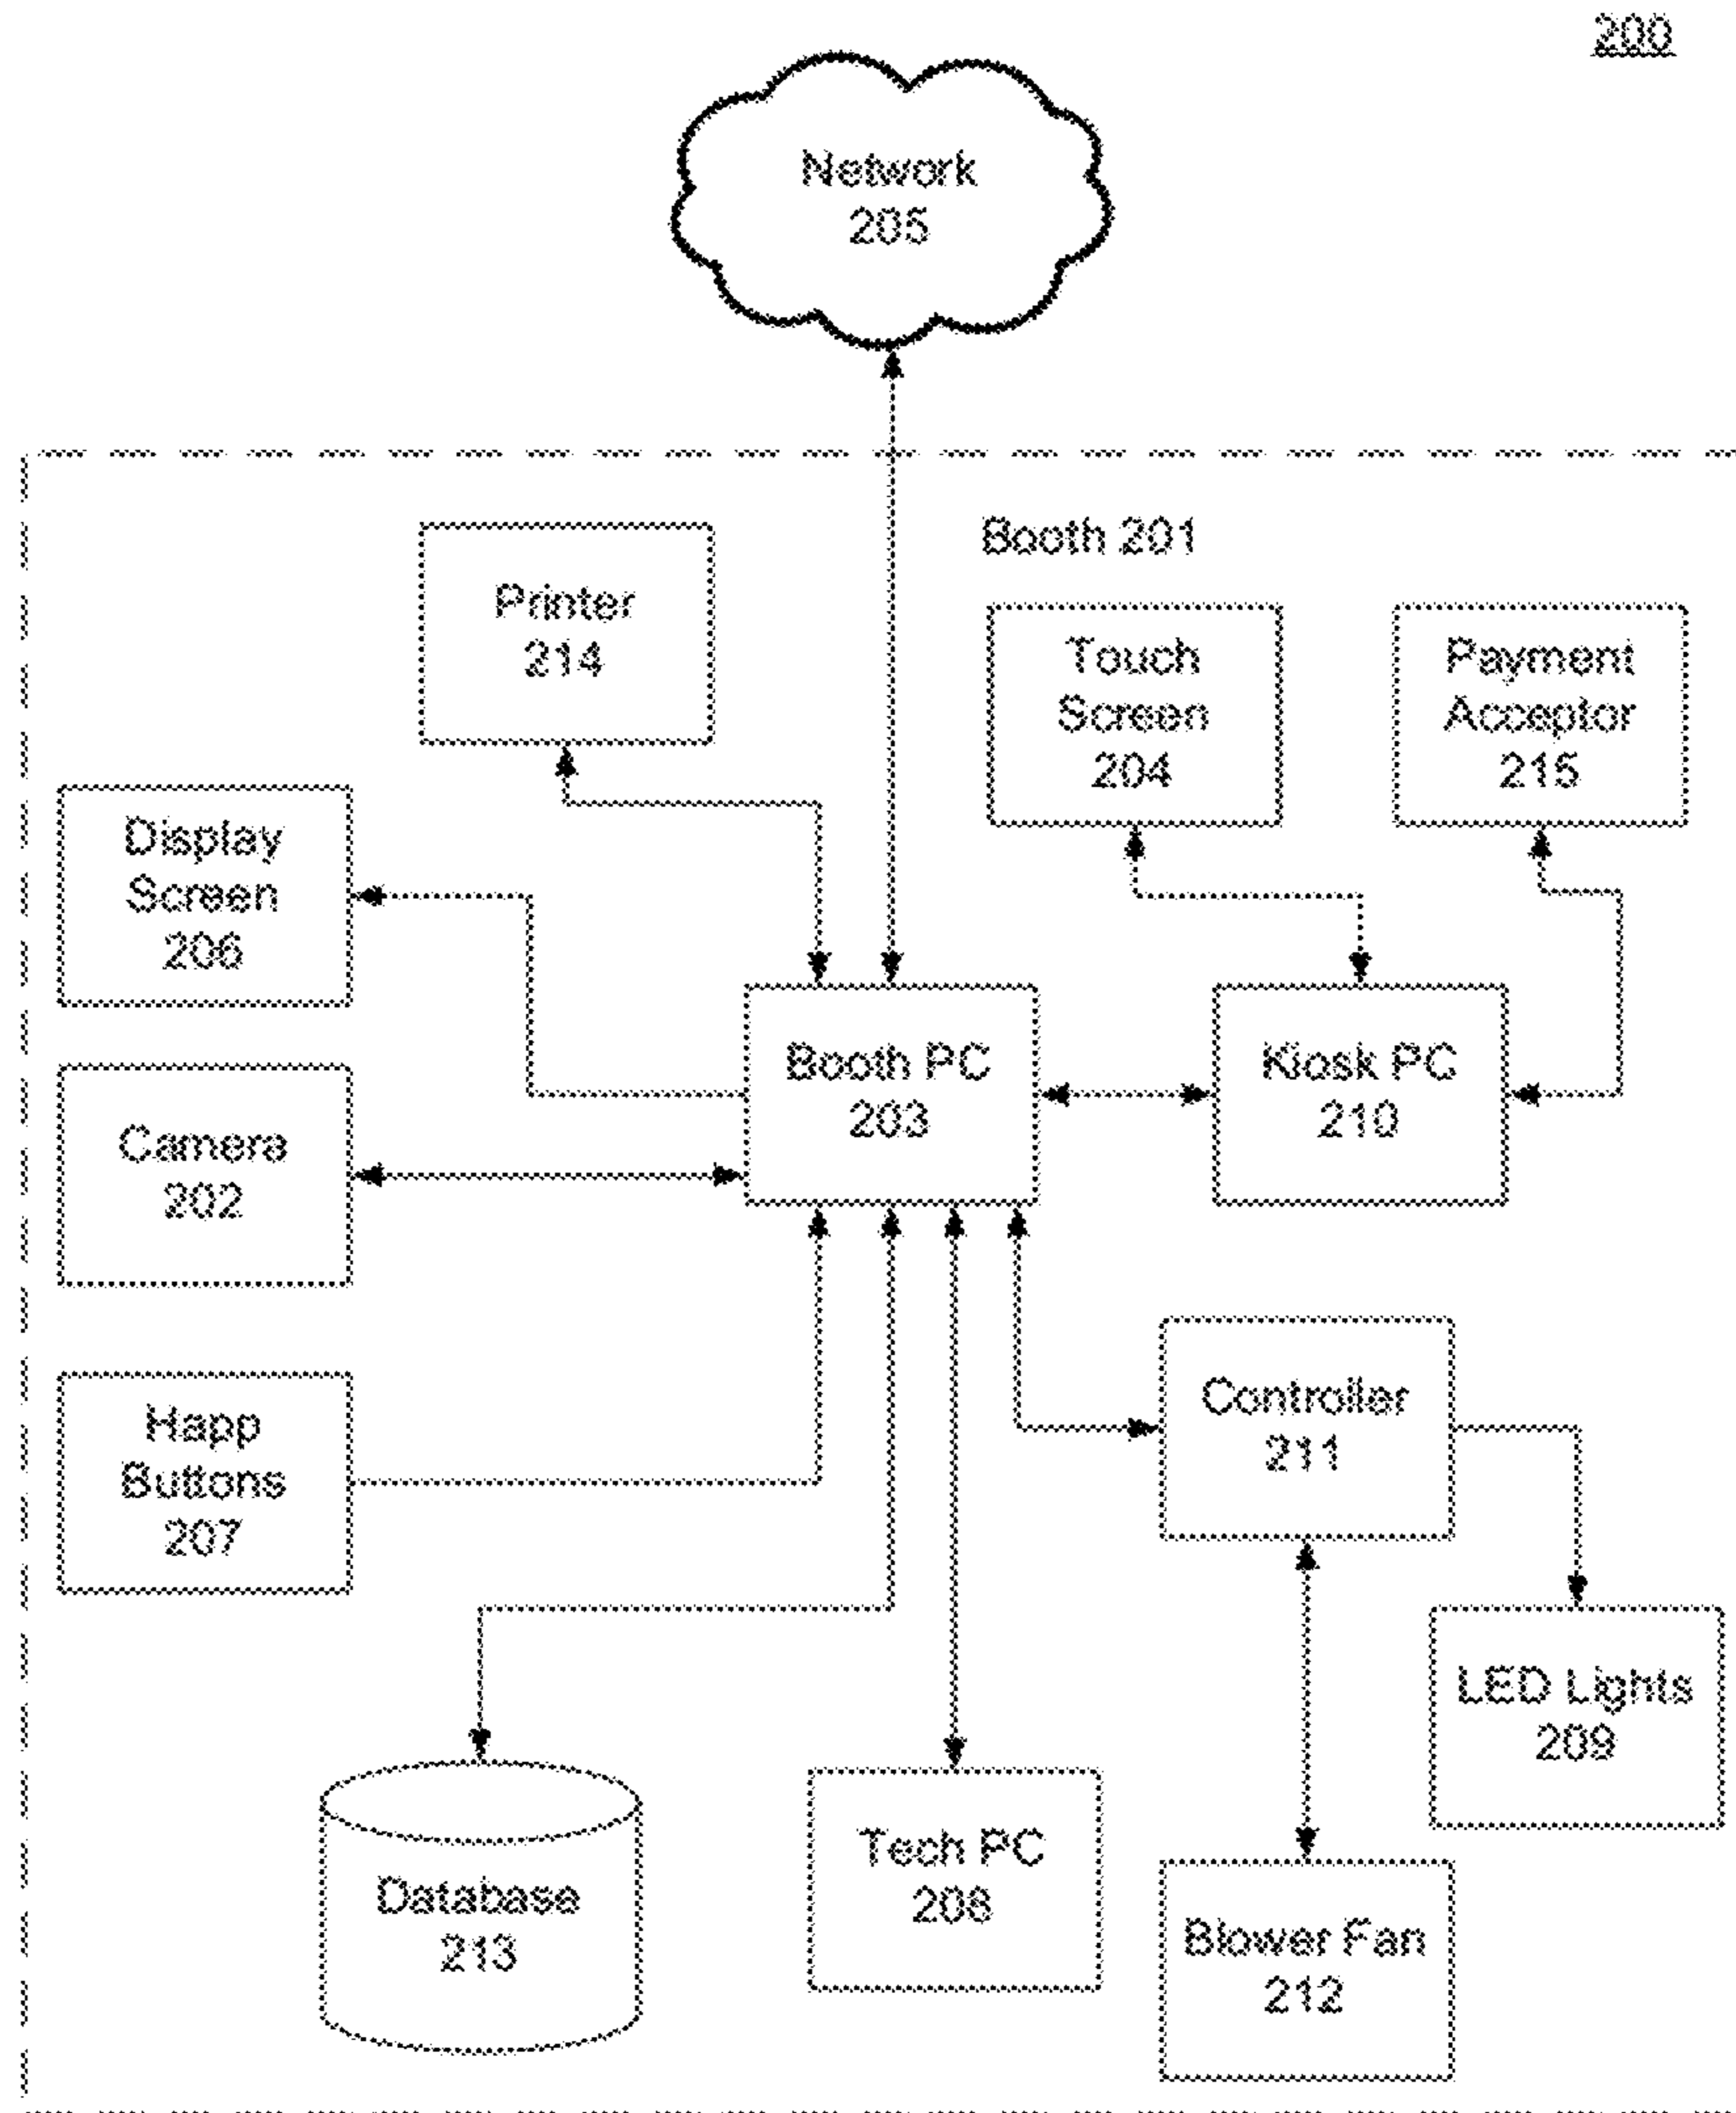 200
Network
205
Booth 201
Printer
214
Touch
Screen
204
Payment
Acceptor
215
Display
Screen
206
Booth PC
203
Kiosk PC
210
Camera
202
Controller
211
Happ
Buttons
207
LED Lights
209
Tech PC
208
Database
213
Blower Fan
212